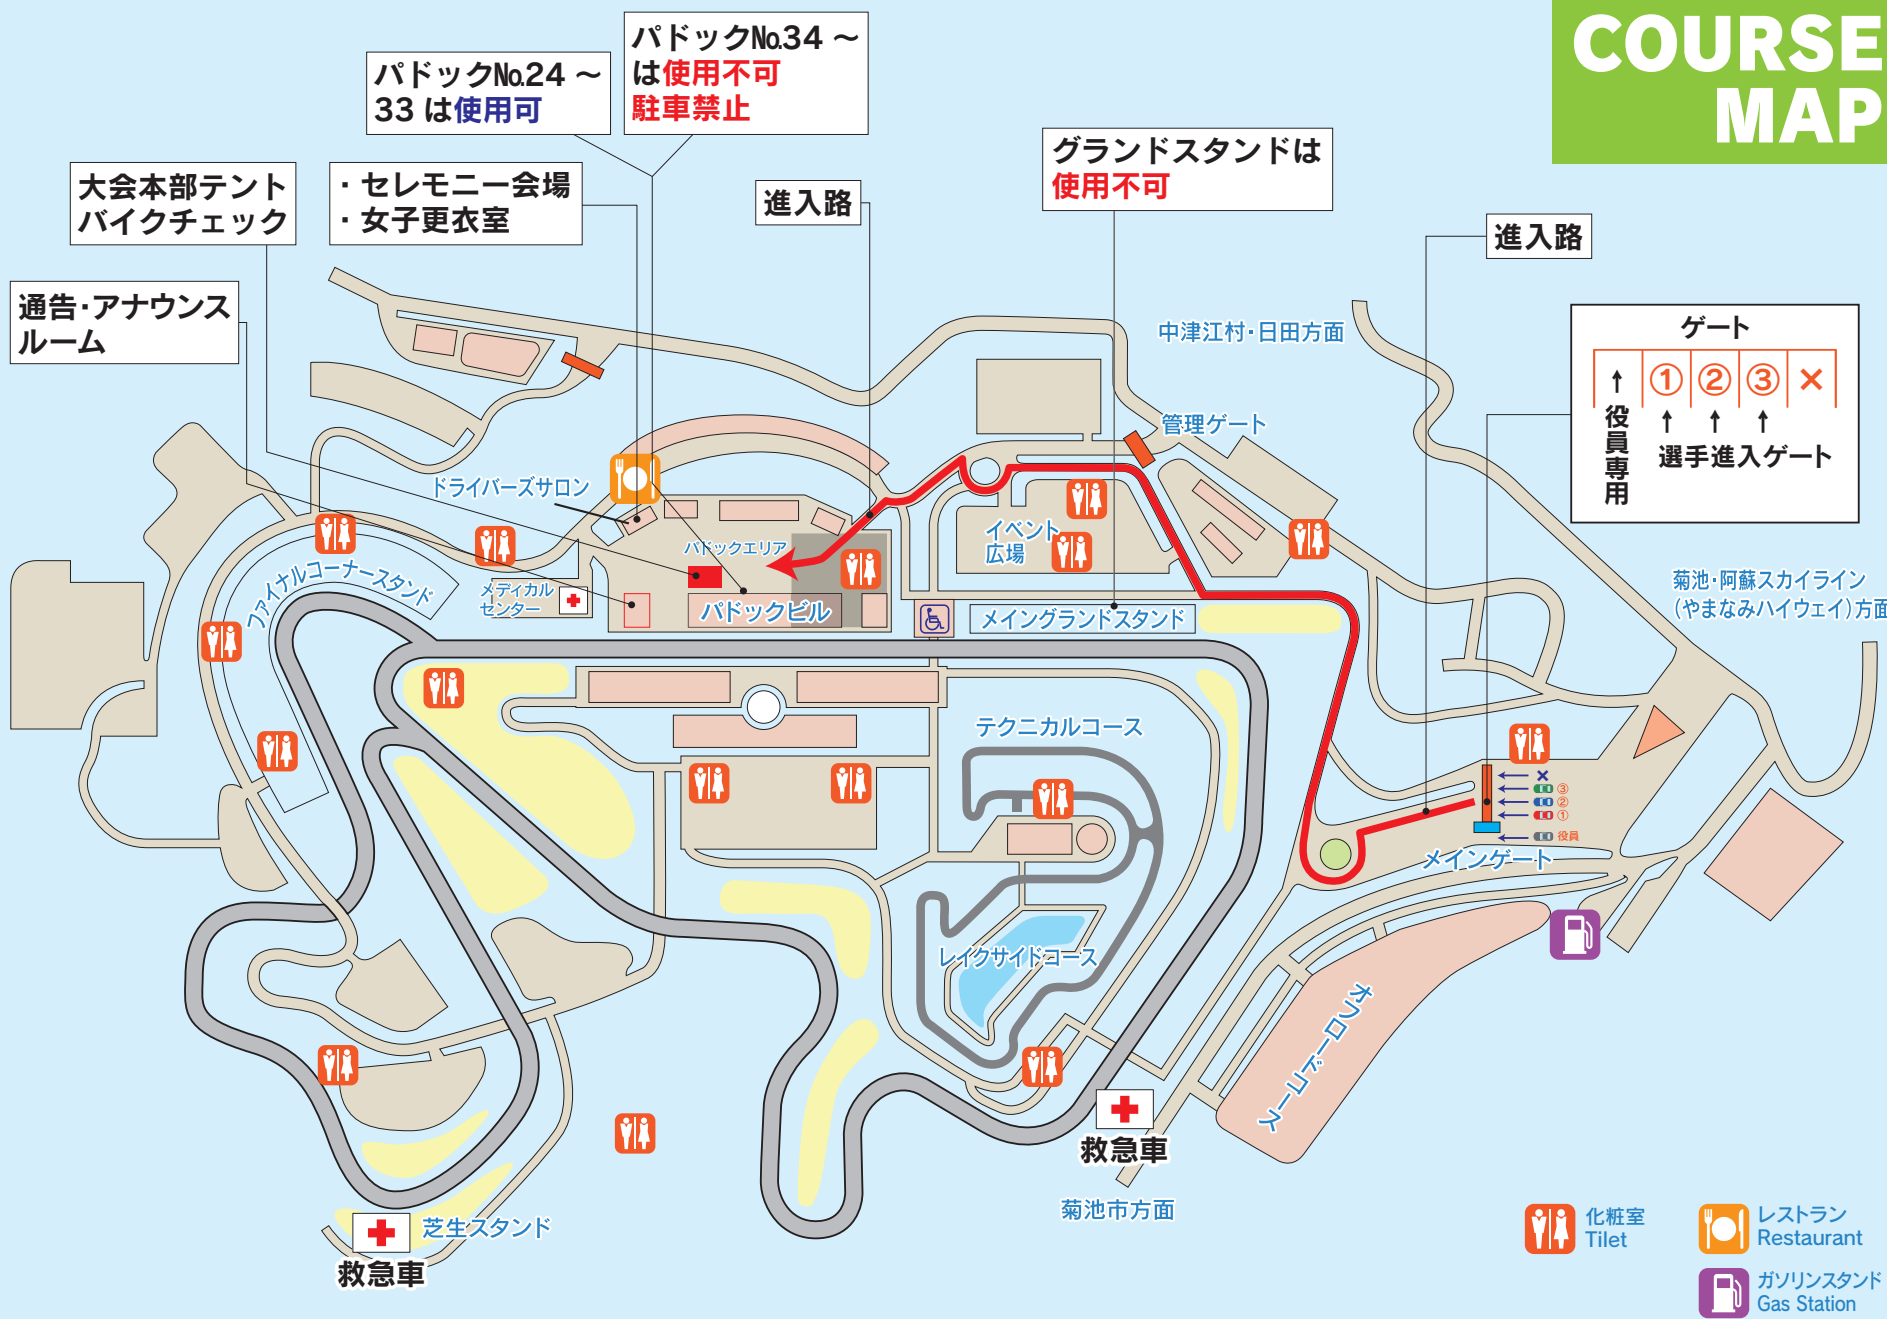 COURSE
MAP
パドックNo.34 ～
は使用不可
駐車禁止
パドックNo.24 ～
33 は使用可
グランドスタンドは
使用不可
大会本部テント
バイクチェック
・セレモニー会場
・女子更衣室
進入路
進入路
通告・アナウンス
ルーム
中津江村・日田方面
ゲート
① ② ③ ×
役員専用
選手進入ゲート
管理ゲート
ドライバーズサロン
イベント
広場
パドックエリア
ファイナルコーナースタンド
メディカル
センター
パドックビル
メイングランドスタンド
菊池・阿蘇スカイライン
(やまなみハイウェイ)方面
テクニカルコース
×
③
②
①
役員
メインゲート
レイクサイドコース
オフロードコース
救急車
菊池市方面
芝生スタンド
救急車
化粧室
Tilet
レストラン
Restaurant
ガソリンスタンド
Gas Station